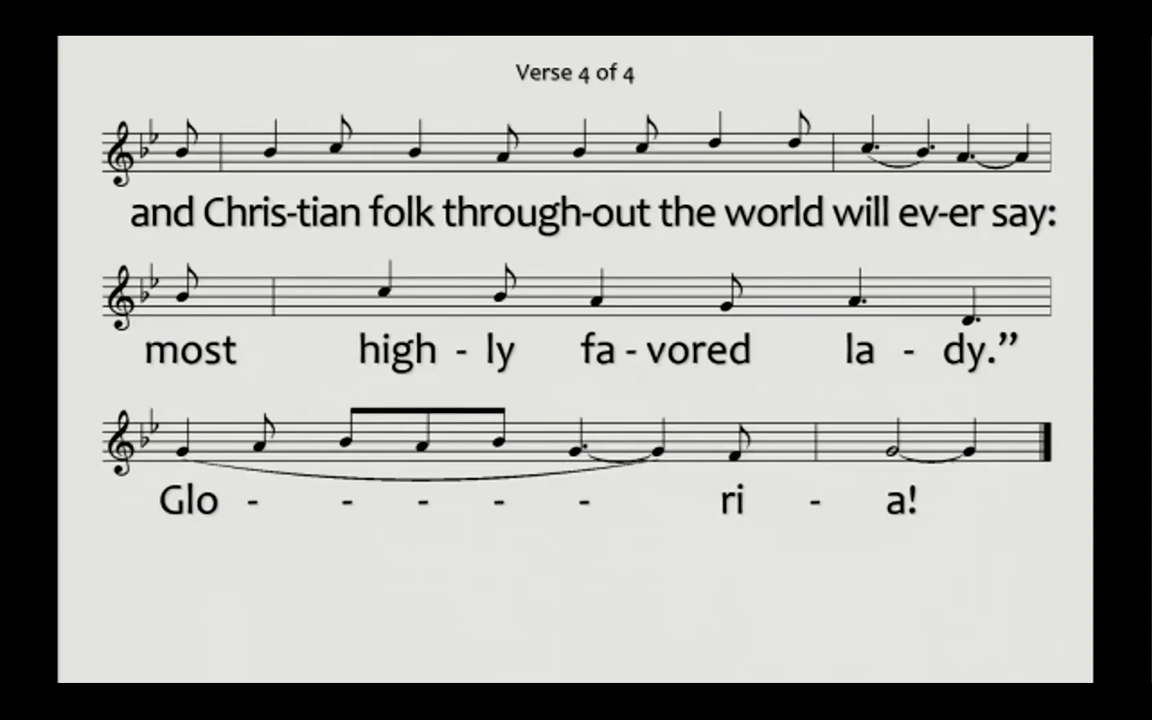 Verse 4 of 4
and Chris-tian folk through-out the world will ev-er say:
most high - ly fa - vored la - dy.”
Glo - - - - - ri - a!